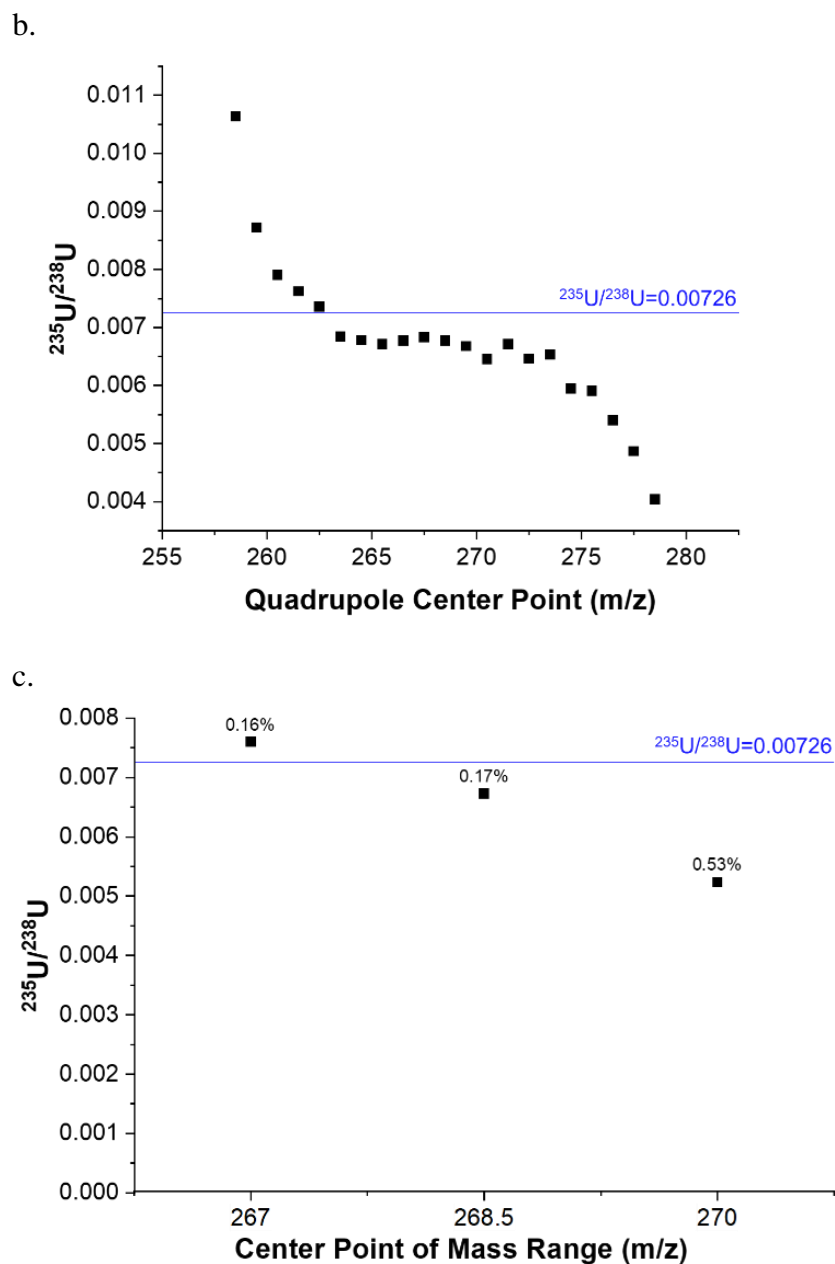 b.
0.011
0.010
0.009
0.008
0.007
0.006
0.005
0.004
²³⁵U/²³⁸U
²³⁵U/²³⁸U=0.00726
255 260 265 270 275 280
Quadrupole Center Point (m/z)
c.
0.008
0.007
0.006
0.005
0.004
0.003
0.002
0.001
0.000
²³⁵U/²³⁸U
0.16%
²³⁵U/²³⁸U=0.00726
0.17%
0.53%
267 268.5 270
Center Point of Mass Range (m/z)